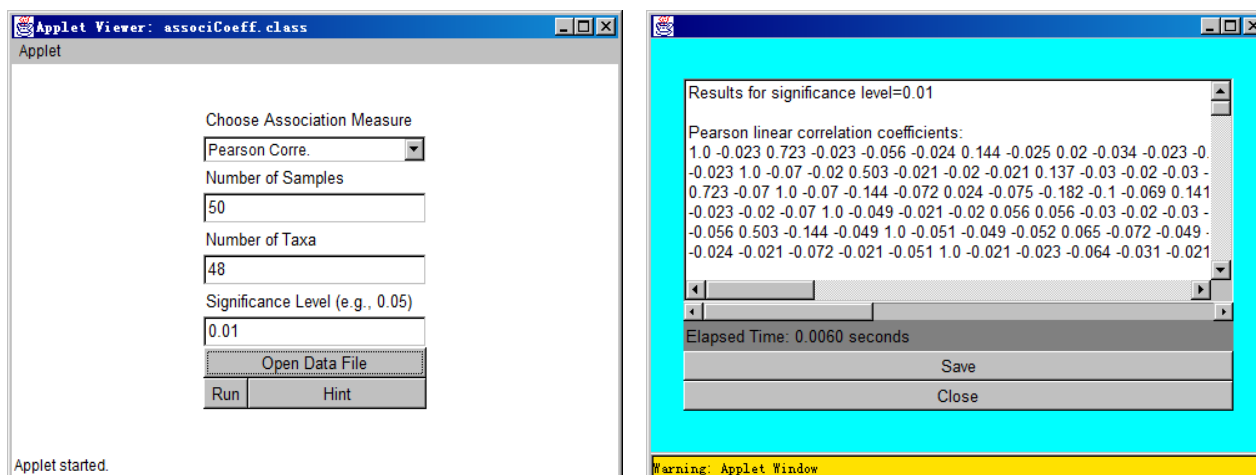 Applet Viewer: associCoeff.class
Applet
Choose Association Measure
Pearson Corre.
Number of Samples
50
Number of Taxa
48
Significance Level (e.g., 0.05)
0.01
Open Data File
Run Hint
Applet started.
Results for significance level=0.01
Pearson linear correlation coefficients:
1.0 -0.023 0.723 -0.023 -0.056 -0.024 0.144 -0.025 0.02 -0.034 -0.023 -0.
-0.023 1.0 -0.07 -0.02 0.503 -0.021 -0.02 -0.021 0.137 -0.03 -0.02 -0.03 -
0.723 -0.07 1.0 -0.07 -0.144 -0.072 0.024 -0.075 -0.182 -0.1 -0.069 0.141
-0.023 -0.02 -0.07 1.0 -0.049 -0.021 -0.02 0.056 0.056 -0.03 -0.02 -0.03 -
-0.056 0.503 -0.144 -0.049 1.0 -0.051 -0.049 -0.052 0.065 -0.072 -0.049 -
-0.024 -0.021 -0.072 -0.021 -0.051 1.0 -0.021 -0.023 -0.064 -0.031 -0.021
Elapsed Time: 0.0060 seconds
Save
Close
Warning: Applet Window